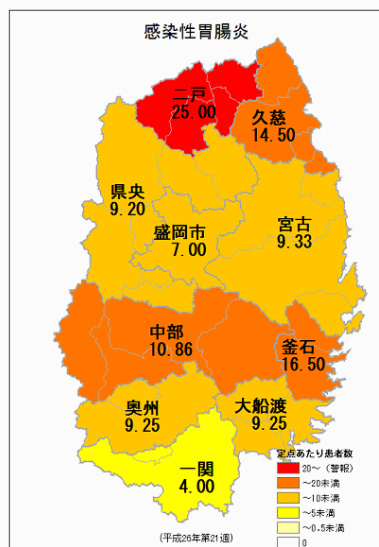 感染性胃腸炎
二戸
25.00
久慈
14.50
県央
9.20
盛岡市
7.00
宮古
9.33
中部
10.86
釜石
16.50
奥州
9.25
大船渡
9.25
一関
4.00
定点あたり患者数
20～（警報）
～20未満
～10未満
～5未満
～0.5未満
0
(平成26年第21週)